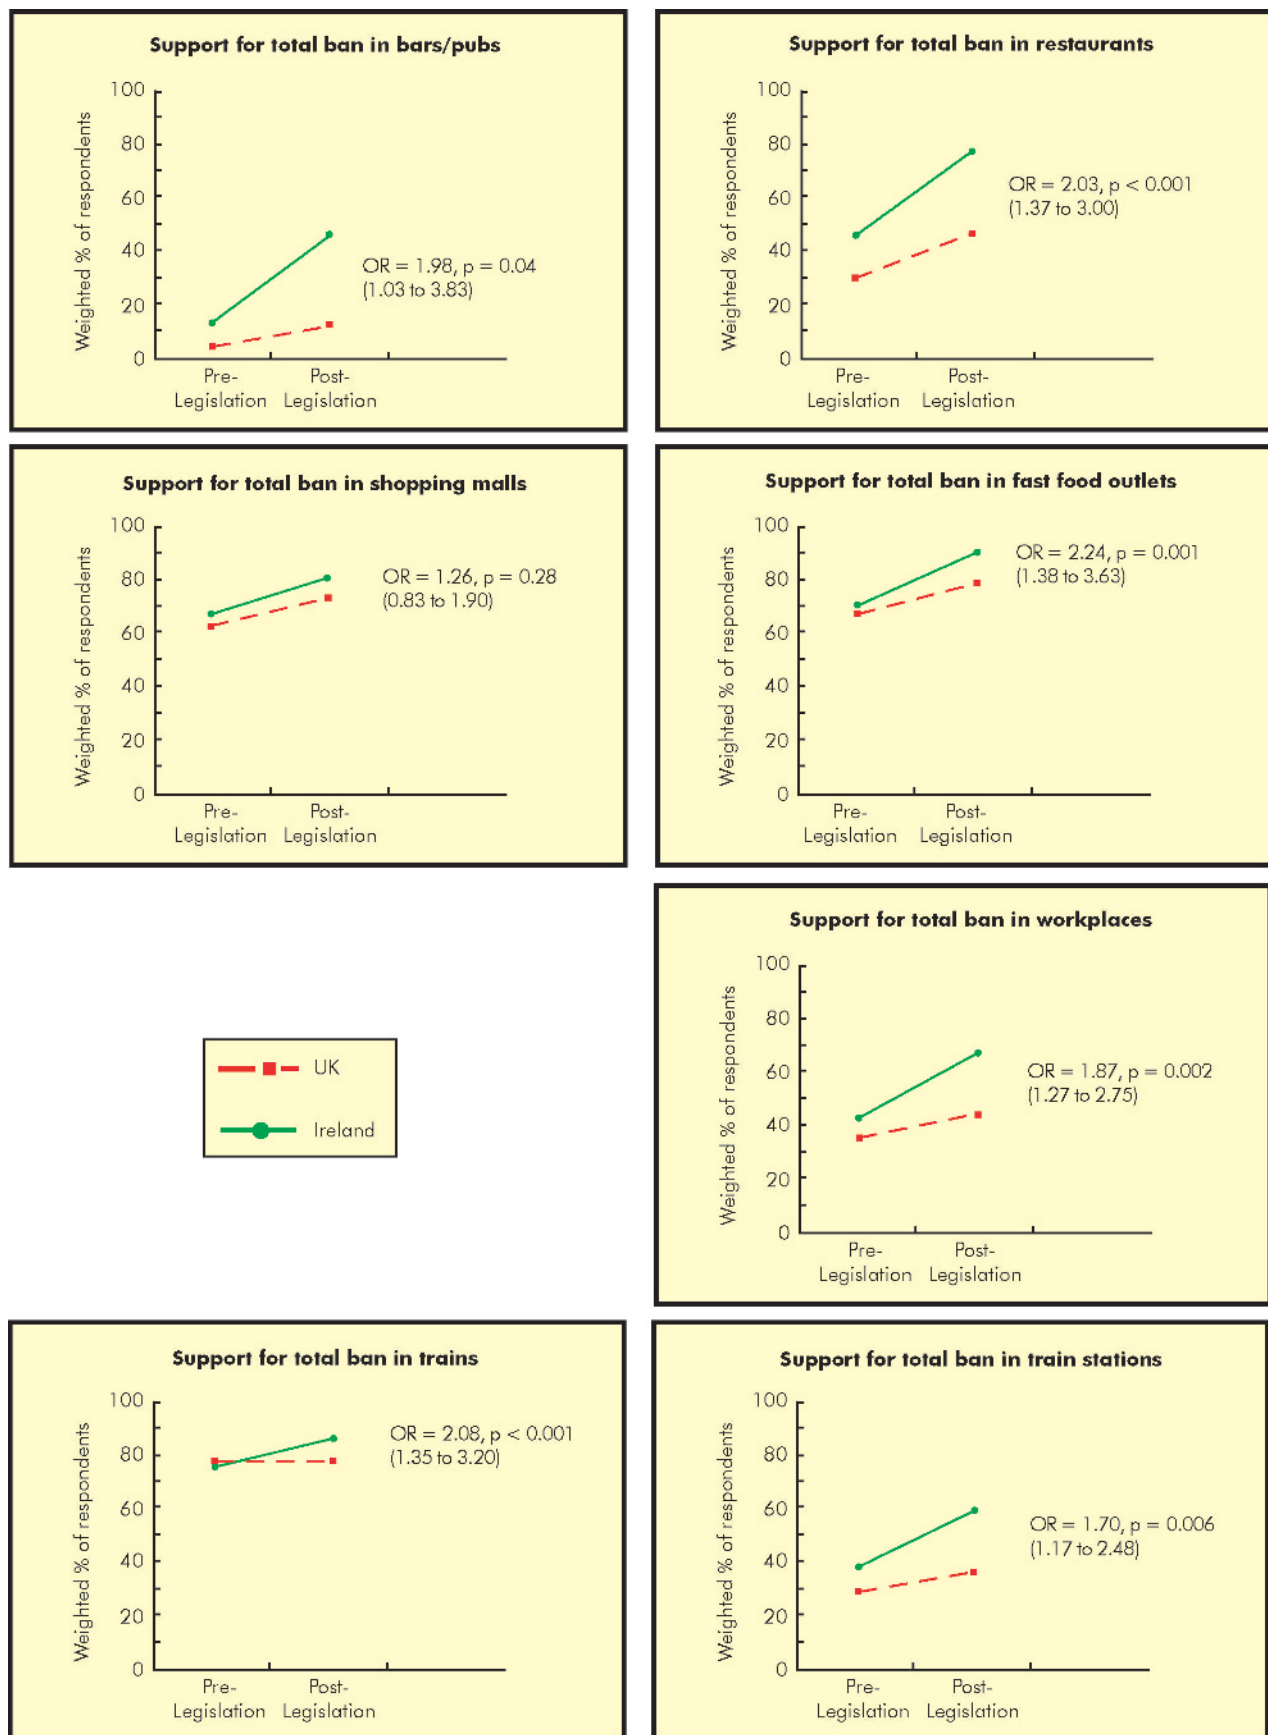 Support for total ban in bars/pubs
Weighted % of respondents
100
80
60
40
20
0
OR = 1.98, p = 0.04
(1.03 to 3.83)
Pre-
Legislation
Post-
Legislation
Support for total ban in restaurants
Weighted % of respondents
100
80
60
40
20
0
OR = 2.03, p < 0.001
(1.37 to 3.00)
Pre-
Legislation
Post-
Legislation
Support for total ban in shopping malls
Weighted % of respondents
100
80
60
40
20
0
OR = 1.26, p = 0.28
(0.83 to 1.90)
Pre-
Legislation
Post-
Legislation
Support for total ban in fast food outlets
Weighted % of respondents
100
80
60
40
20
0
OR = 2.24, p = 0.001
(1.38 to 3.63)
Pre-
Legislation
Post-
Legislation
UK
Ireland
Support for total ban in workplaces
Weighted % of respondents
100
80
60
40
20
0
OR = 1.87, p = 0.002
(1.27 to 2.75)
Pre-
Legislation
Post-
Legislation
Support for total ban in trains
Weighted % of respondents
100
80
60
40
20
0
OR = 2.08, p < 0.001
(1.35 to 3.20)
Pre-
Legislation
Post-
Legislation
Support for total ban in train stations
Weighted % of respondents
100
80
60
40
20
0
OR = 1.70, p = 0.006
(1.17 to 2.48)
Pre-
Legislation
Post-
Legislation